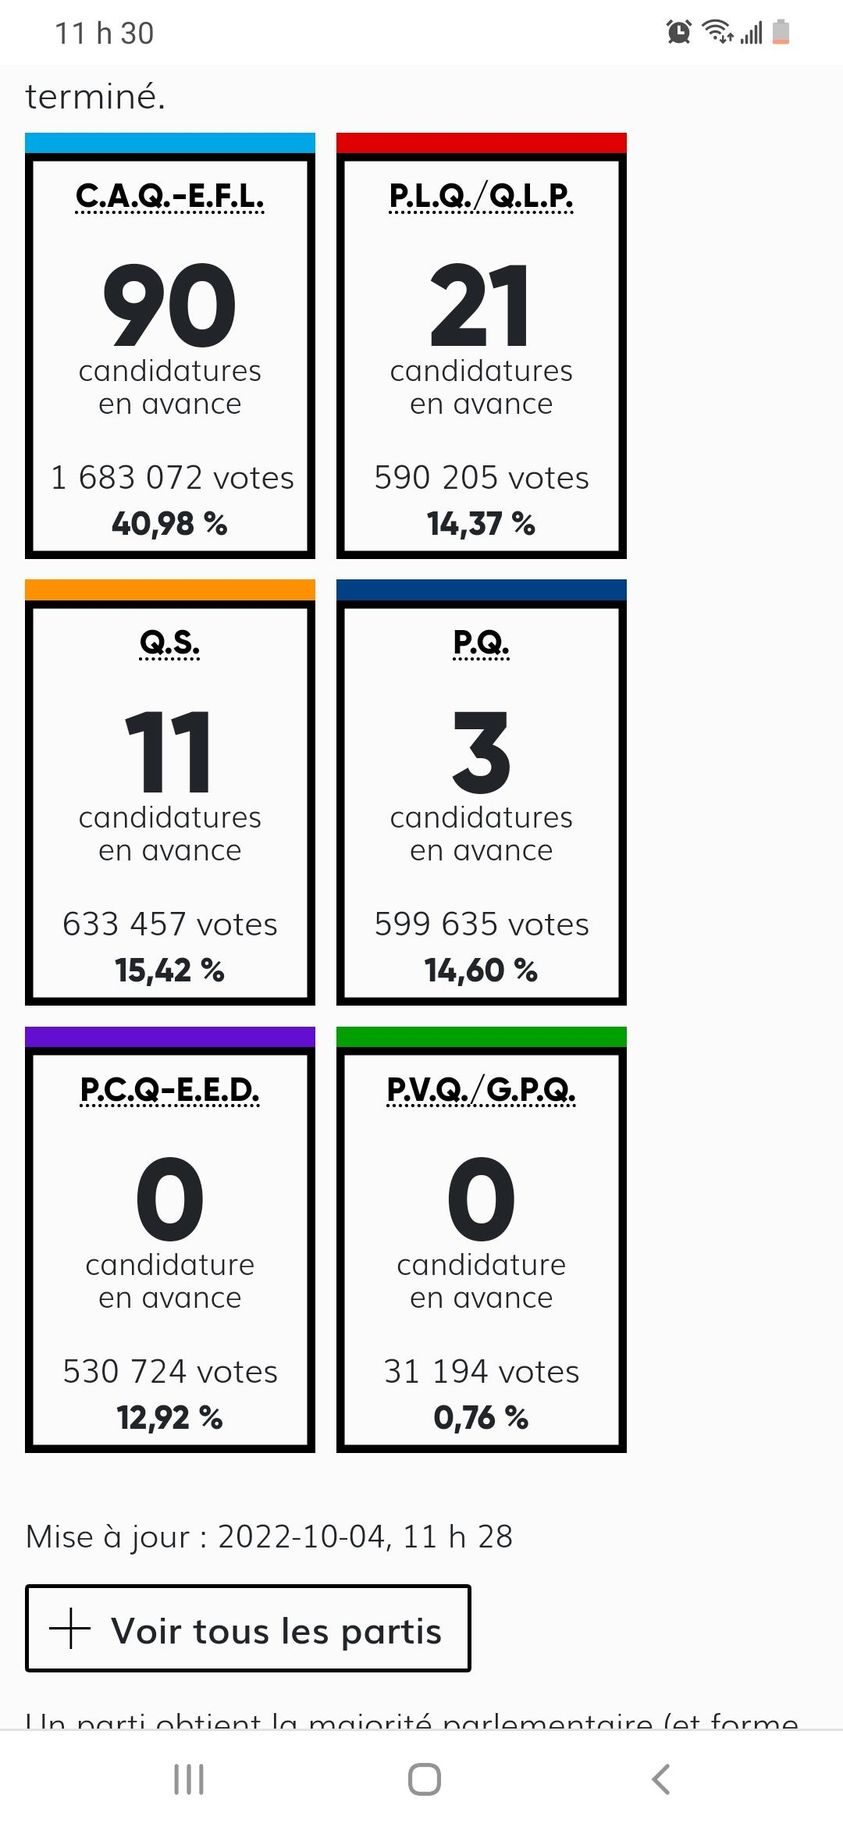 11 h 30
terminé.
C.A.Q.-E.F.L.
90
candidatures
en avance
1 683 072 votes
40,98 %
P.L.Q./Q.L.P.
21
candidatures
en avance
590 205 votes
14,37 %
Q.S.
11
candidatures
en avance
633 457 votes
15,42 %
P.Q.
3
candidatures
en avance
599 635 votes
14,60 %
P.C.Q-E.E.D.
0
candidature
en avance
530 724 votes
12,92 %
P.V.Q./G.P.Q.
0
candidature
en avance
31 194 votes
0,76 %
Mise à jour : 2022-10-04, 11 h 28
Voir tous les partis
Un parti obtient la majorité parlementaire (et forme